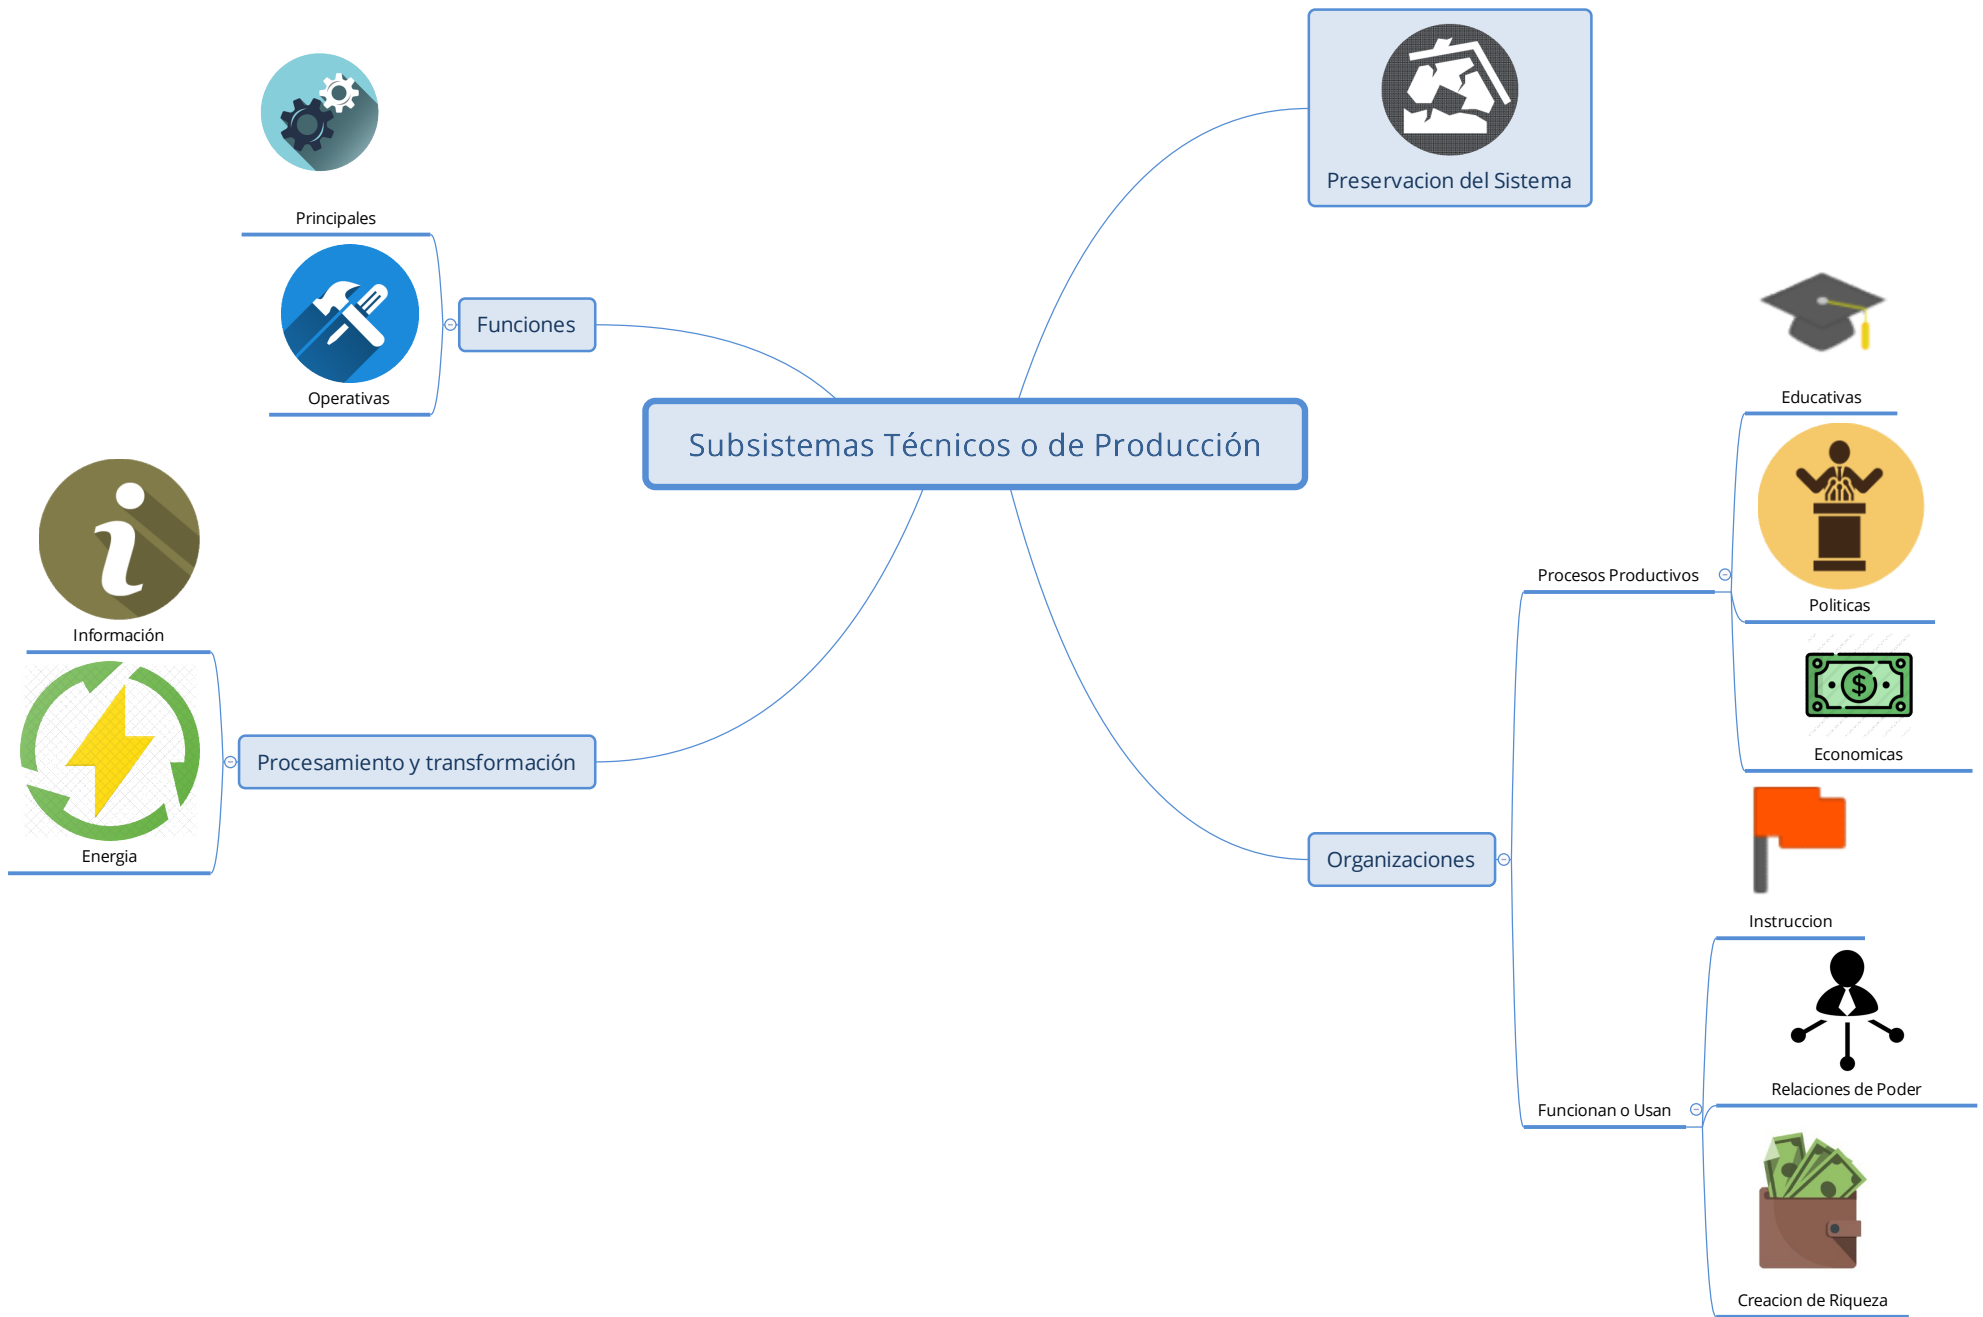 Subsistemas Técnicos o de Producción
Preservacion del Sistema
Organizaciones
Procesos Productivos
Educativas
Politicas
Economicas
Funcionan o Usan
Instruccion
Relaciones de Poder
Creacion de Riqueza
Procesamiento y transformación
Información
Energia
Funciones
Principales
Operativas